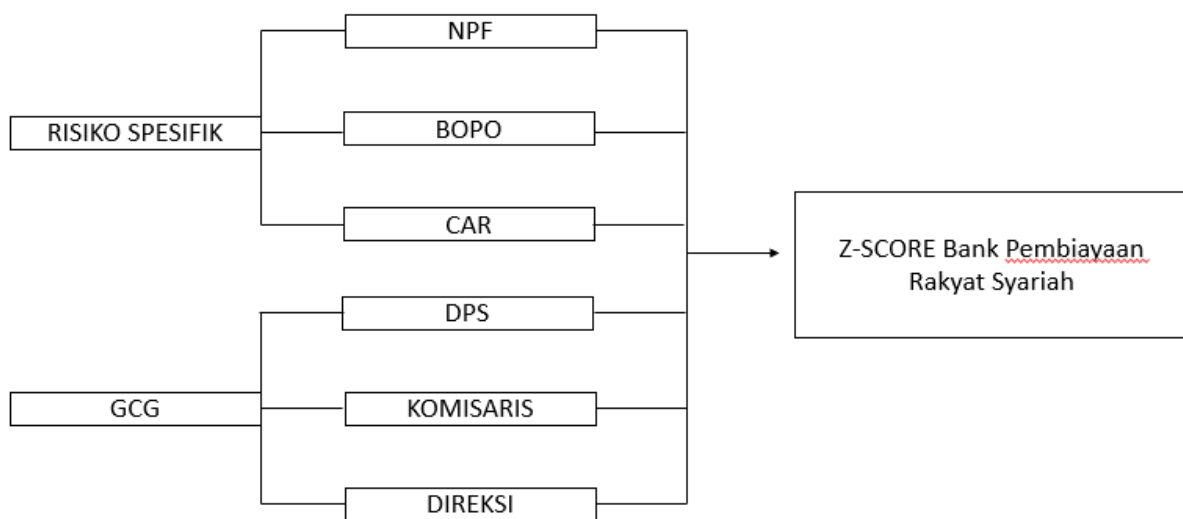 NPF
RISIKO SPESIFIK
BOPO
CAR
Z-SCORE Bank Pembiayaan
Rakyat Syariah
DPS
GCG
KOMISARIS
DIREKSI